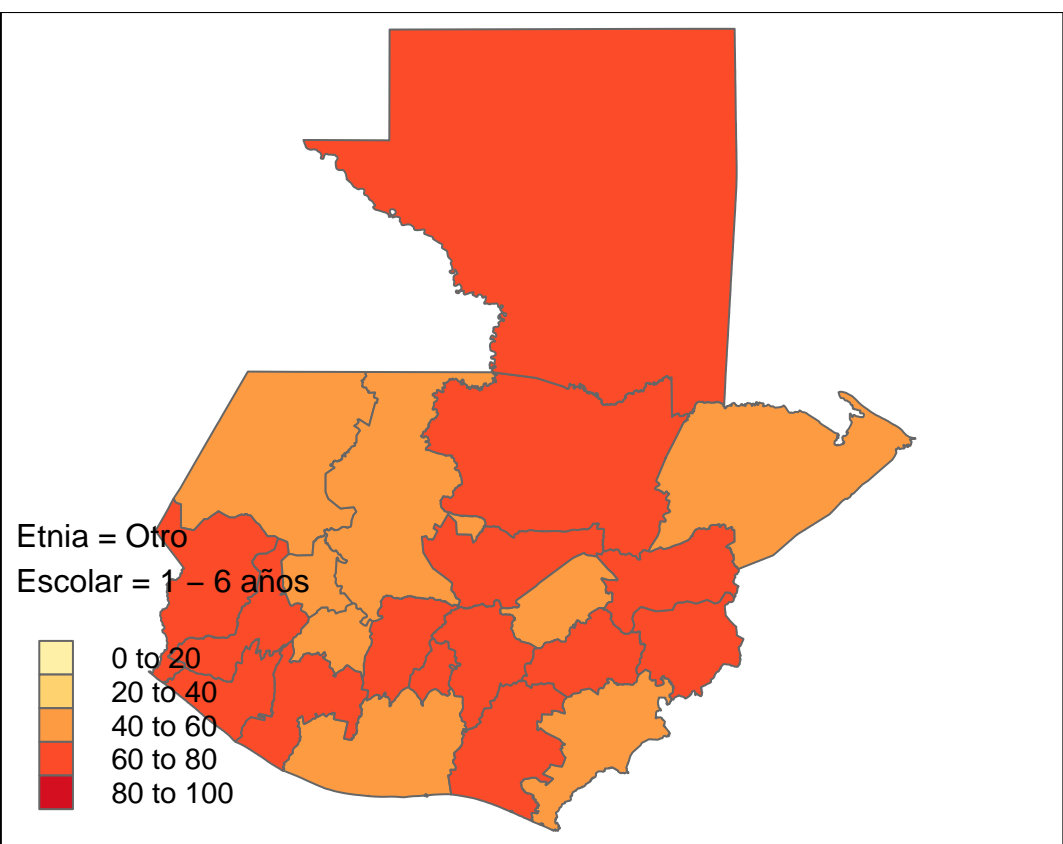 Etnia = Otro
Escolar = 1 – 6 años
0 to 20
20 to 40
40 to 60
60 to 80
80 to 100